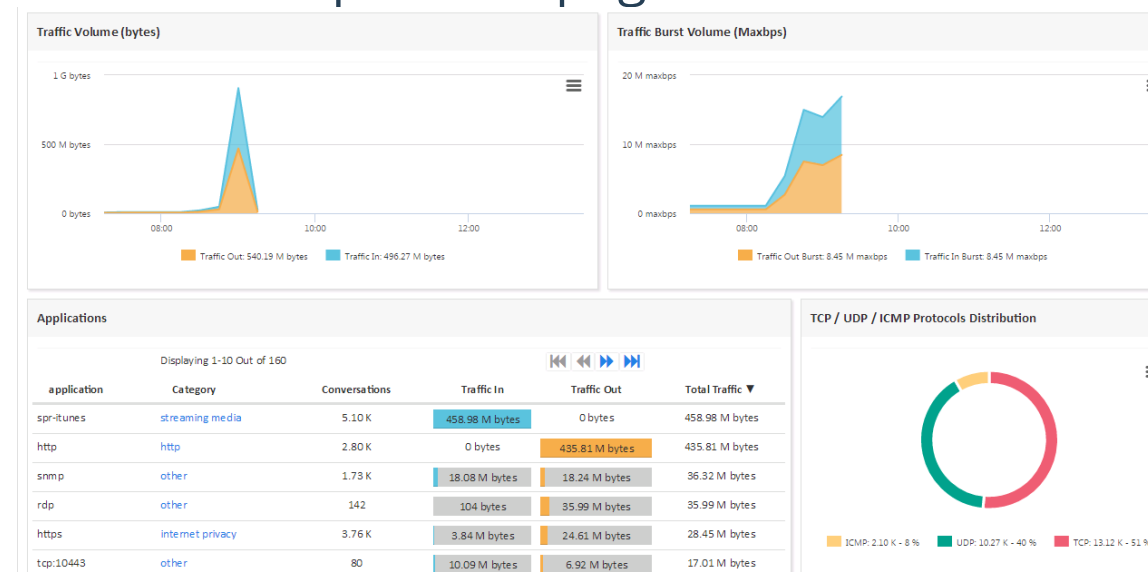 Traffic Volume (bytes)
1 G bytes
500 M bytes
0 bytes
08:00 10:00 12:00
Traffic Out: 540.19 M bytes Traffic In: 496.27 M bytes
Traffic Burst Volume (Maxbps)
20 M maxbps
10 M maxbps
0 maxbps
08:00 10:00 12:00
Traffic Out Burst: 8.45 M maxbps Traffic In Burst: 8.45 M maxbps
Applications
Displaying 1-10 Out of 160
application Category Conversations Traffic In Traffic Out Total Traffic ▼
spr-itunes streaming media 5.10 K 458.98 M bytes 0 bytes 458.98 M bytes
http http 2.80 K 0 bytes 435.81 M bytes 435.81 M bytes
snmp other 1.73 K 18.08 M bytes 18.24 M bytes 36.32 M bytes
rdp other 142 104 bytes 35.99 M bytes 35.99 M bytes
https internet privacy 3.76 K 3.84 M bytes 24.61 M bytes 28.45 M bytes
tcp:10443 other 80 10.09 M bytes 6.92 M bytes 17.01 M bytes
TCP / UDP / ICMP Protocols Distribution
ICMP: 2.10 K - 8 % UDP: 10.27 K - 40 % TCP: 13.12 K - 51 %